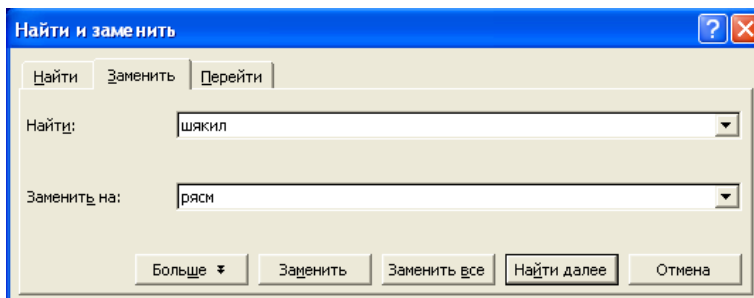 Найти и заменить
Найти Заменить Перейти
Найти: шякил
Заменить на: рясм
Больше Заменить Заменить все Найти далее Отмена